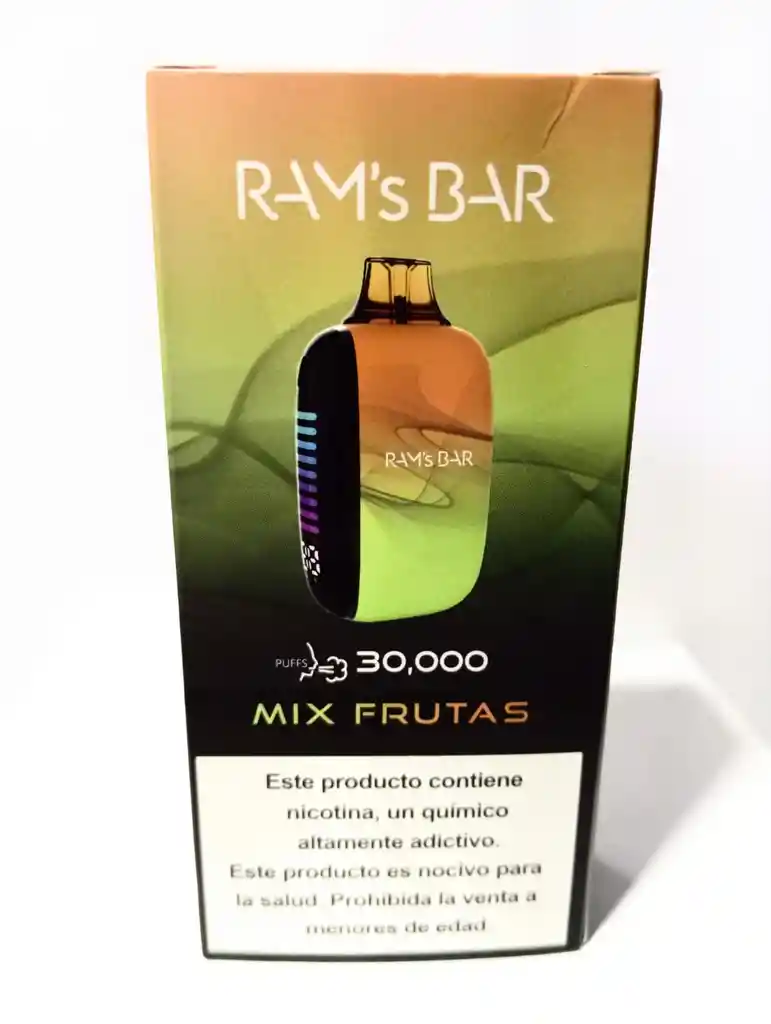 RAM's BAR
RAM's BAR
PUFFS 30,000
MIX FRUTAS
Este producto contiene
nicotina, un químico
altamente adictivo.
Este producto es nocivo para
la salud. Prohibida la venta a
menores de edad.